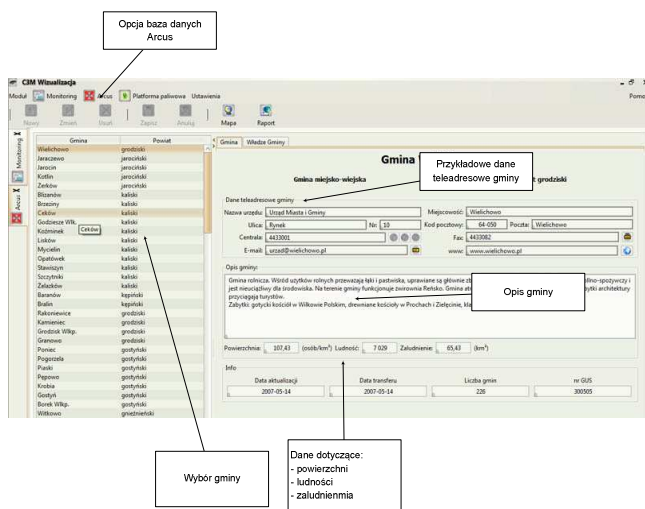 Opcja baza danych
Arcus
CJM Wizualizacja
Moduł Monitoring Arcus Platforma paliwowa Ustawienia Pomo
Nowy Zmień Usuń Zapisz Anuluj Mapa Raport
Monitoring
Arcus
Gmina Powiat
Wielichowo grodziski
Jaraczewo jarociński
Jarocin jarociński
Kotlin jarociński
Żerków jarociński
Blizanów kaliski
Brzeziny kaliski
Ceków kaliski
Godziesze Wlk. kaliski
Koźminek kaliski
Ceków
Lisków kaliski
Mycielin kaliski
Opatówek kaliski
Stawiszyn kaliski
Szczytniki kaliski
Żelazków kaliski
Baranów kępiński
Bralin kępiński
Rakoniewice grodziski
Kamieniec grodziski
Grodzisk Wlkp. grodziski
Granowo grodziski
Poniec gostyński
Pogorzela gostyński
Piaski gostyński
Pępowo gostyński
Krobia gostyński
Gostyń gostyński
Borek Wlkp. gostyński
Witkowo gnieźnieński
Gmina Władze Gminy
Gmina
Przykładowe dane
teleadresowe gminy
Gmina miejsko-wiejska t grodziski
Dane teleadresowe gminy
Nazwa urzędu: Urząd Miasta i Gminy Miejscowość: Wielichowo
Ulica: Rynek Nr: 10 Kod pocztowy: 64-050 Poczta: Wielichowo
Centrala: 4433001 Fax: 4433082
E-mail: urzad@wielichowo.pl www: www.wielichowo.pl
Opis gminy:
Gmina rolnicza. Wśród użytków rolnych przeważają łąki i pastwiska, uprawiane są głównie zb llno-spożywczy i
jest nieuciążliwy dla środowiska. Na terenie gminy funkcjonuje żwirownia Reńsko. Gmina atr bytki architektury
przyciągają turystów.
Zabytki: gotycki kościół w Wilkowie Polskim, drewniane kościoły w Prochach i Zielęcinie, kla
Opis gminy
Powierzchnia: 107,43 (osób/km²) Ludność: 7 029 Zaludnienie: 65,43 (km²)
Info
Data aktualizacji Data transferu Liczba gmin nr GUS
2007-05-14 2007-05-14 226 300505
Wybór gminy
Dane dotyczące:
- powierzchni
- ludności
- zaludnienmia